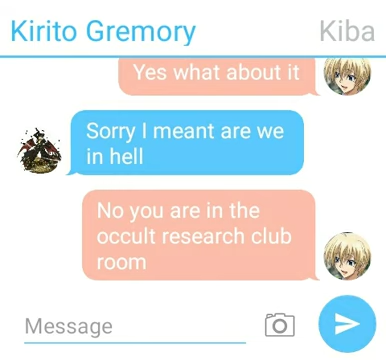 Kirito Gremory Kiba
Yes what about it
Sorry I meant are we
in hell
No you are in the
occult research club
room
Message